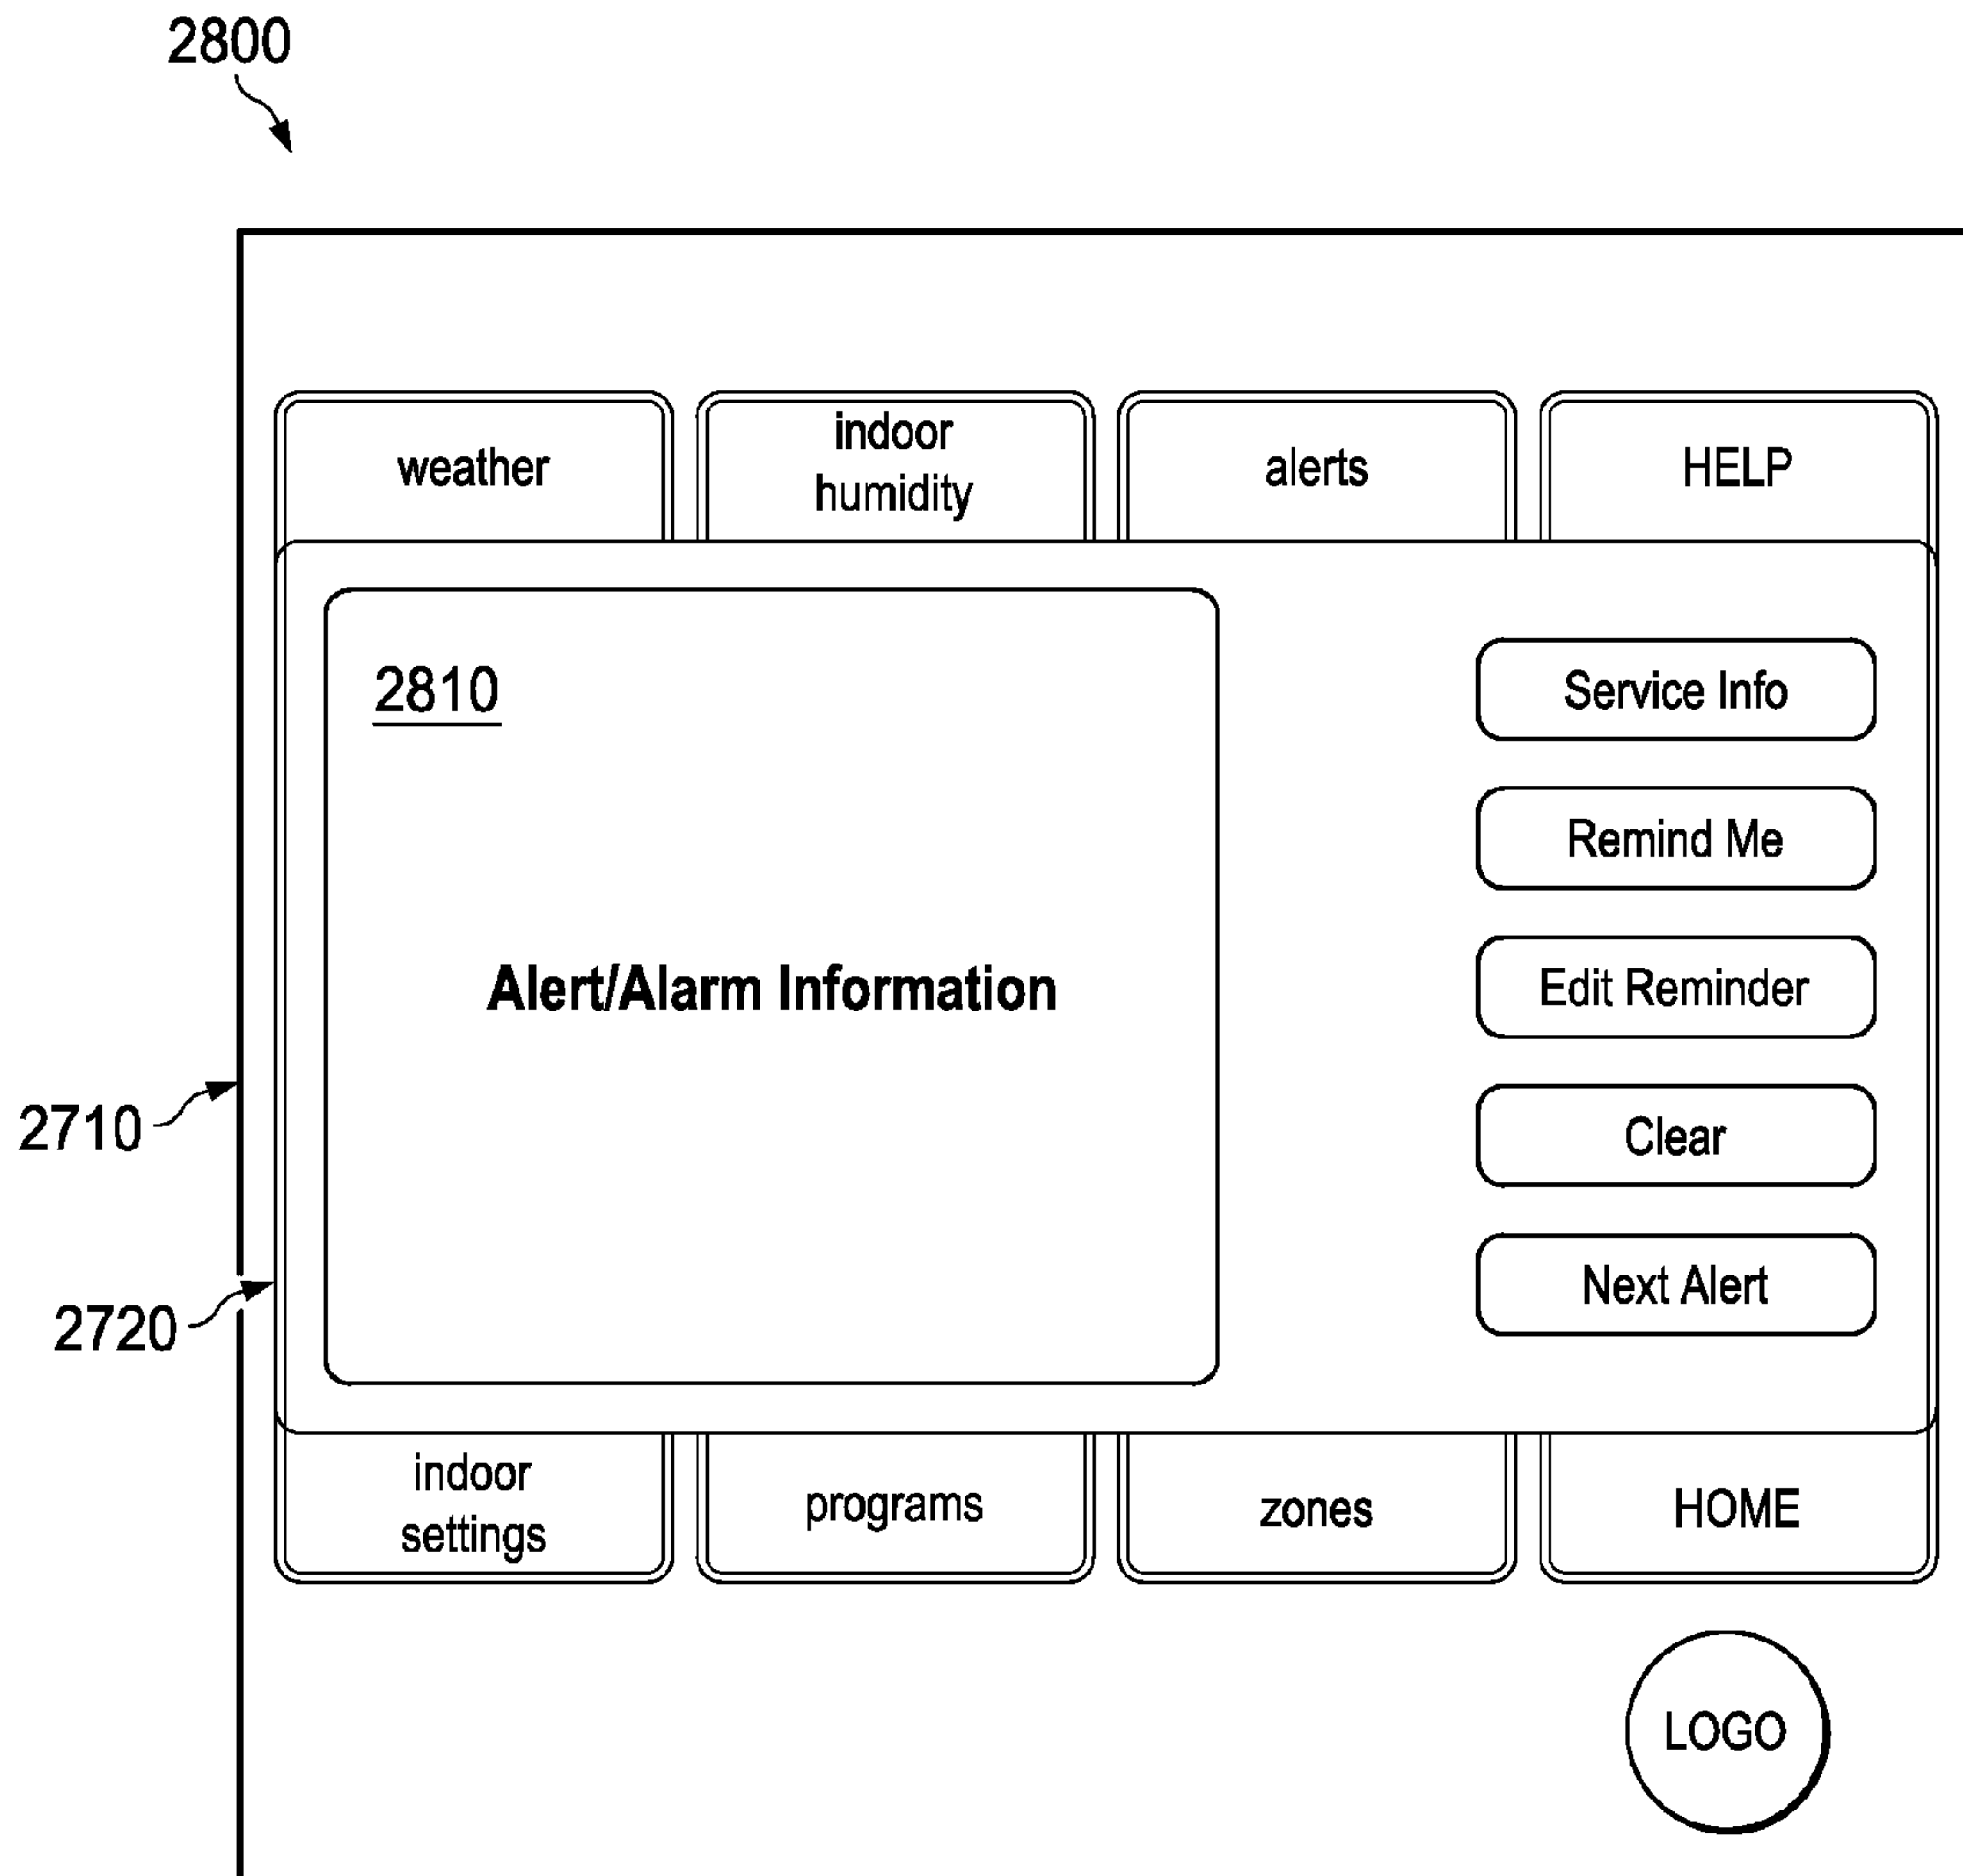 2800
weather
indoor
humidity
alerts
HELP
2810
Alert/Alarm Information
Service Info
Remind Me
Edit Reminder
Clear
Next Alert
2710
2720
indoor
settings
programs
zones
HOME
LOGO